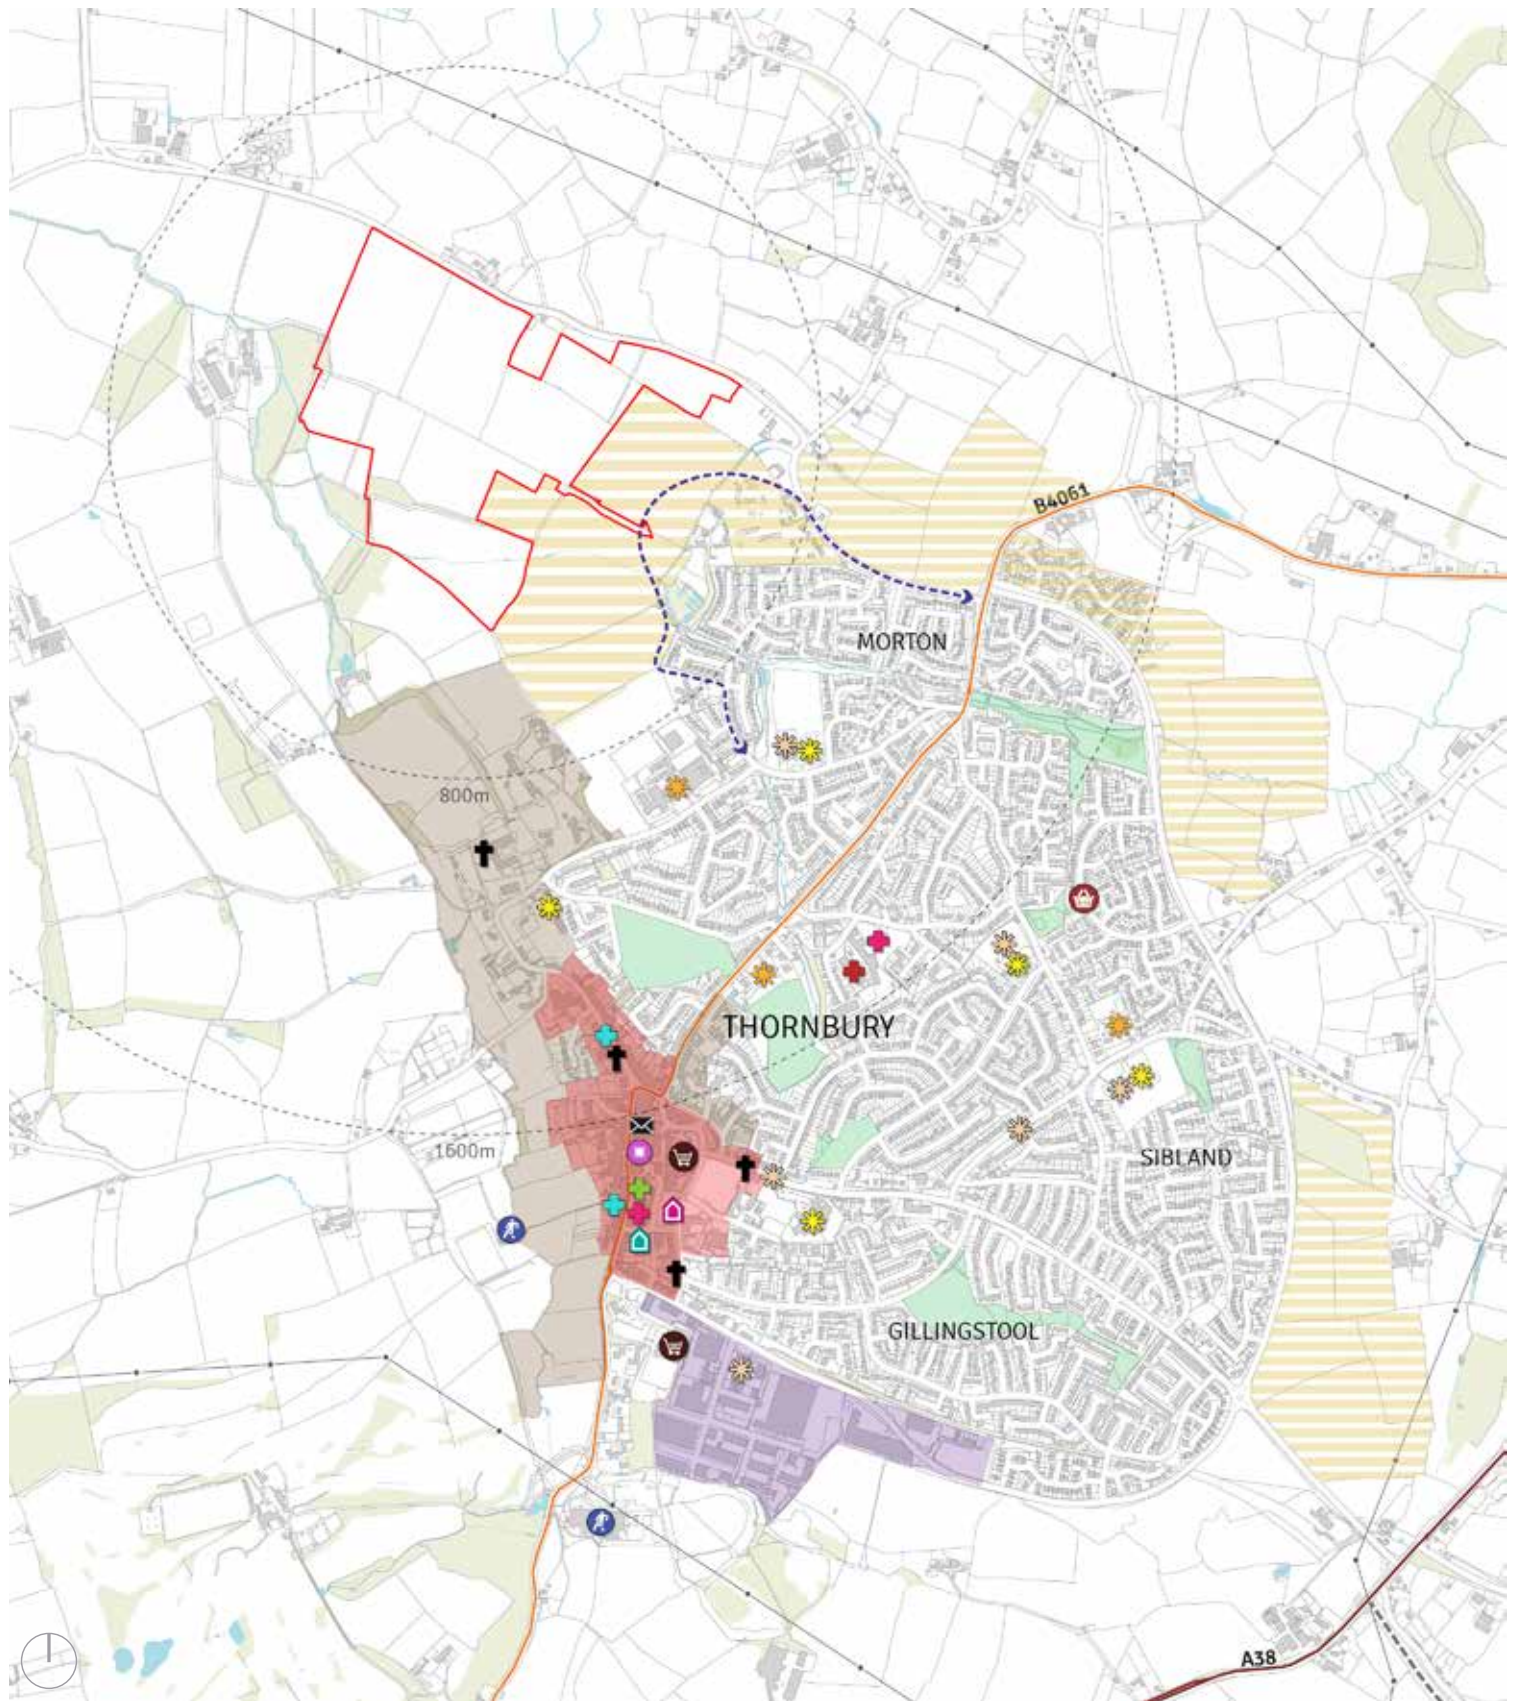 B4061
MORTON
800m
THORNBURY
1600m
SIBLAND
GILLINGSTOOL
A38